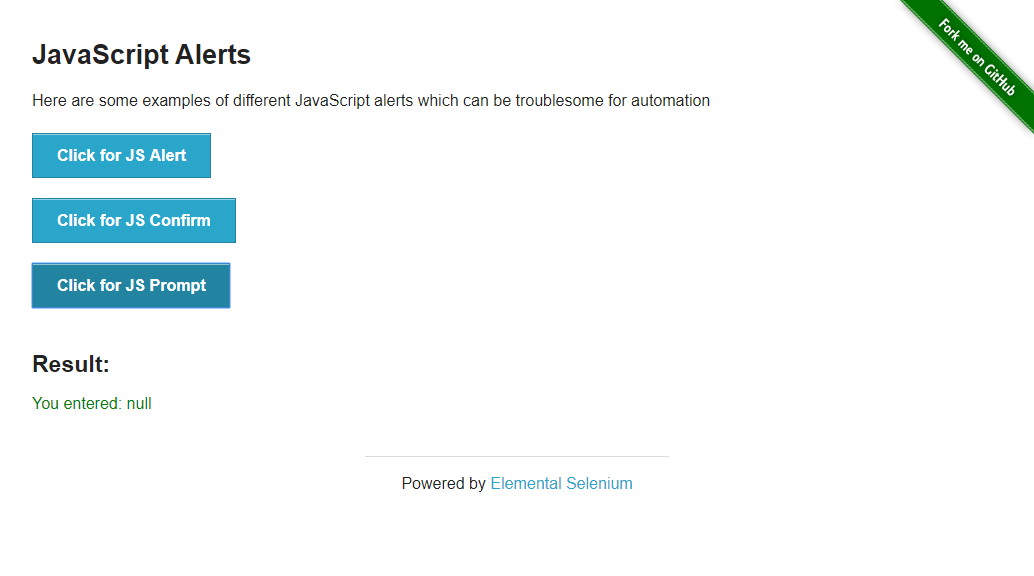 Fork me on GitHub
JavaScript Alerts
Here are some examples of different JavaScript alerts which can be troublesome for automation
Click for JS Alert
Click for JS Confirm
Click for JS Prompt
Result:
You entered: null
Powered by Elemental Selenium